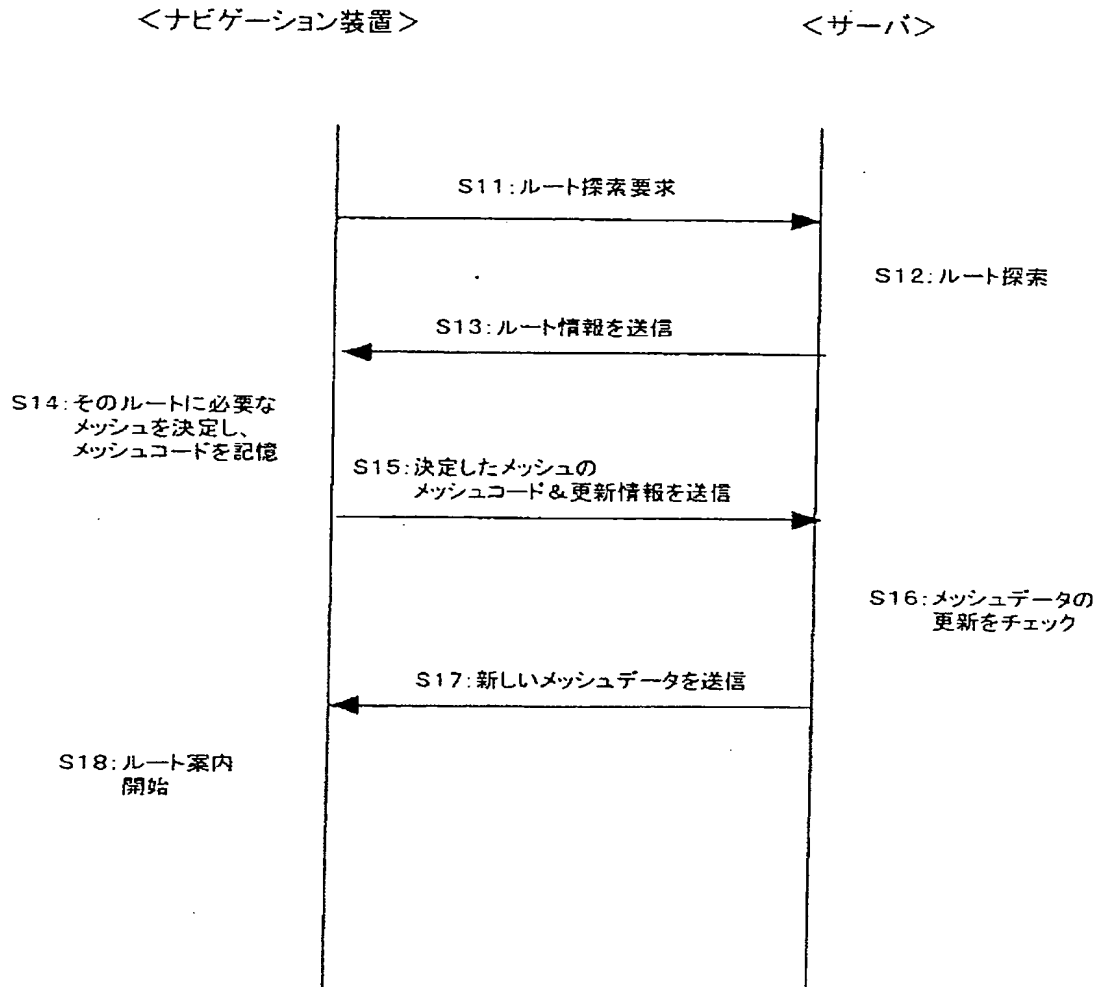 <ナビゲーション装置>
<サーバ>
S11:ルート探索要求
S12:ルート探索
S13:ルート情報を送信
S14:そのルートに必要な
メッシュを決定し、
メッシュコードを記憶
S15:決定したメッシュの
メッシュコード&更新情報を送信
S16:メッシュデータの
更新をチェック
S17:新しいメッシュデータを送信
S18:ルート案内
開始